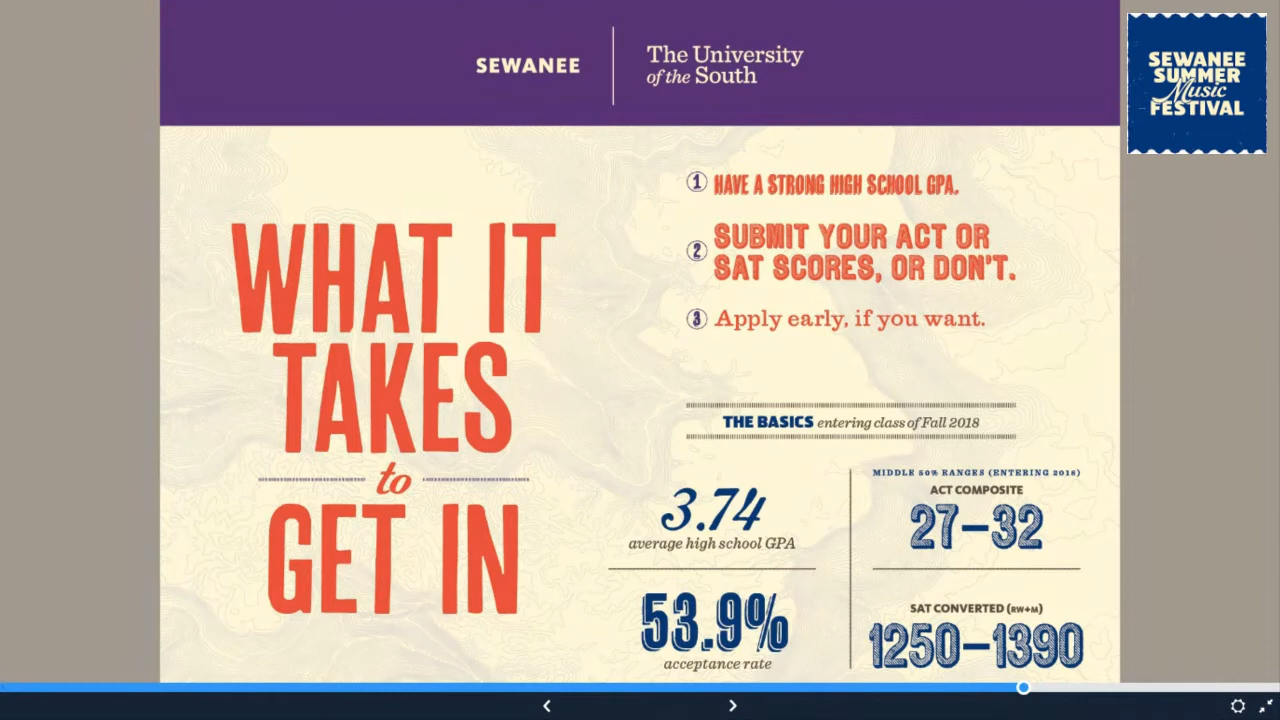 SEWANEE
The University
of the South
SEWANEE
SUMMER
Music
FESTIVAL
WHAT IT
TAKES
to
GET IN
1 HAVE A STRONG HIGH SCHOOL GPA.
2 SUBMIT YOUR ACT OR
SAT SCORES, OR DON'T.
3 Apply early, if you want.
THE BASICS entering class of Fall 2018
3.74
average high school GPA
53.9%
acceptance rate
MIDDLE 50% RANGES (ENTERING 2018)
ACT COMPOSITE
27–32
SAT CONVERTED (RW+M)
1250–1390